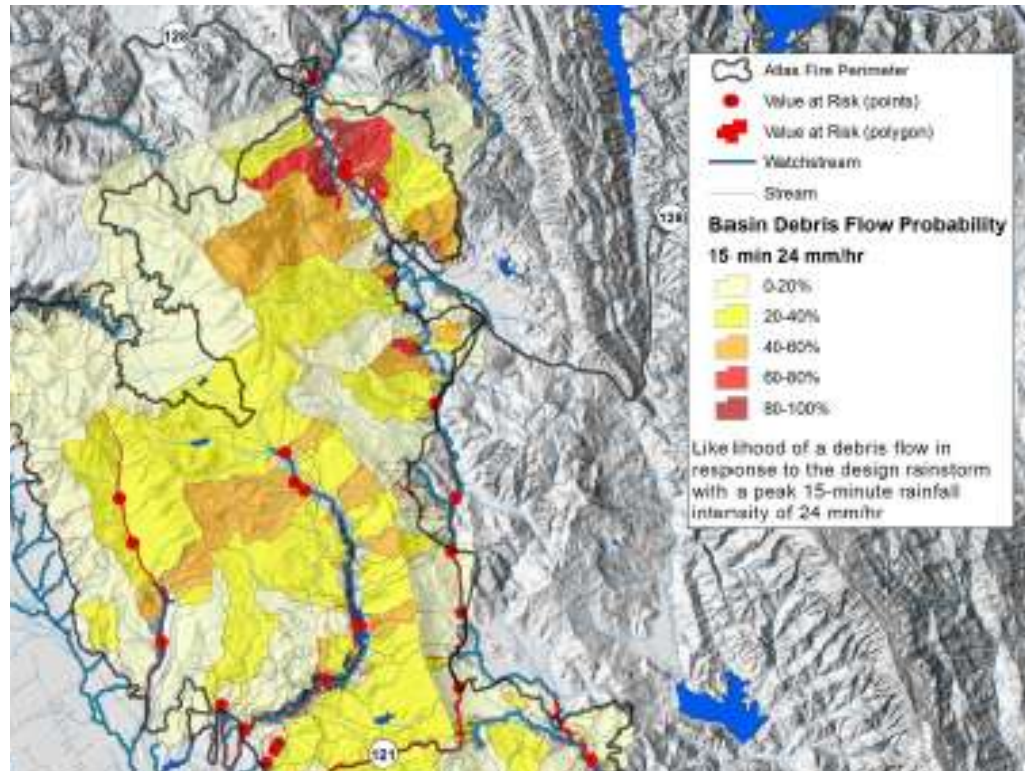 128
Atlas Fire Perimeter
Value at Risk (points)
Value at Risk (polygon)
Watchstream
Stream
128
Basin Debris Flow Probability
15 min 24 mm/hr
0-20%
20-40%
40-60%
60-80%
80-100%
Likelihood of a debris flow in
response to the design rainstorm
with a peak 15-minute rainfall
intensity of 24 mm/hr
121